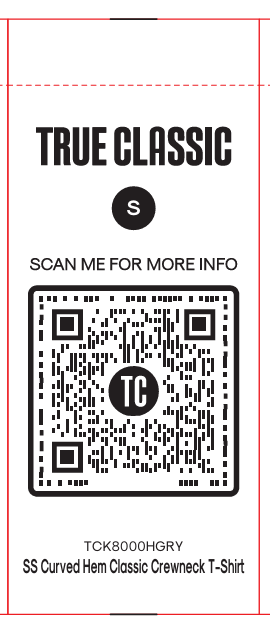 TRUE CLASSIC
S
SCAN ME FOR MORE INFO
TC
TCK8000HGRY
SS Curved Hem Classic Crewneck T-Shirt